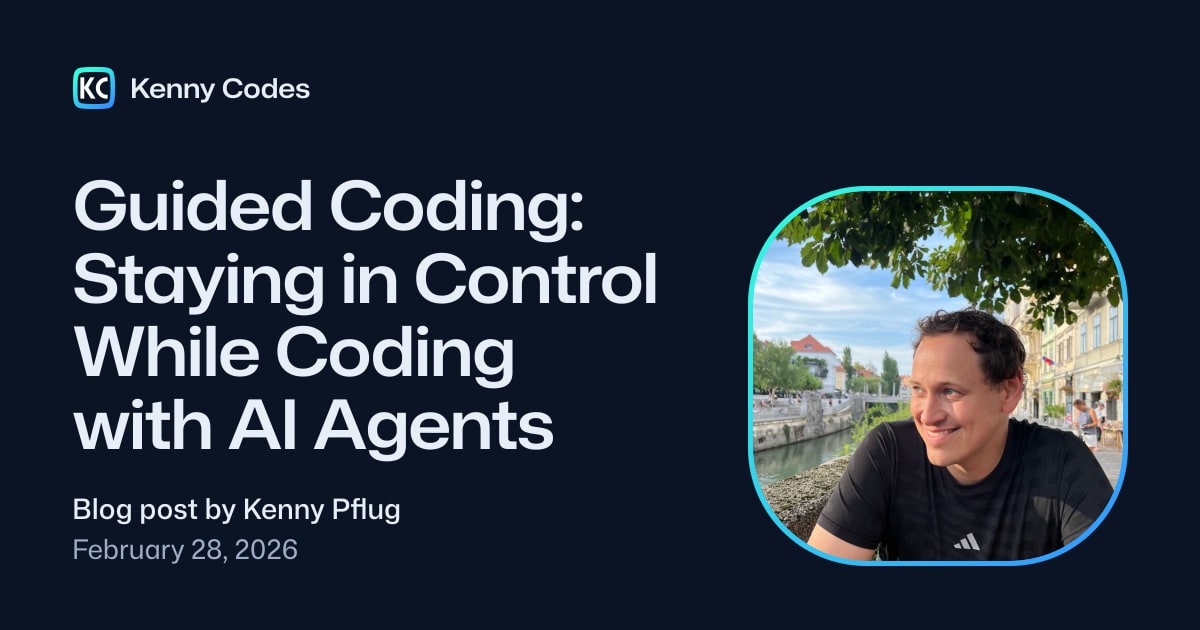 KC Kenny Codes
Guided Coding:
Staying in Control
While Coding
with AI Agents
Blog post by Kenny Pflug
February 28, 2026